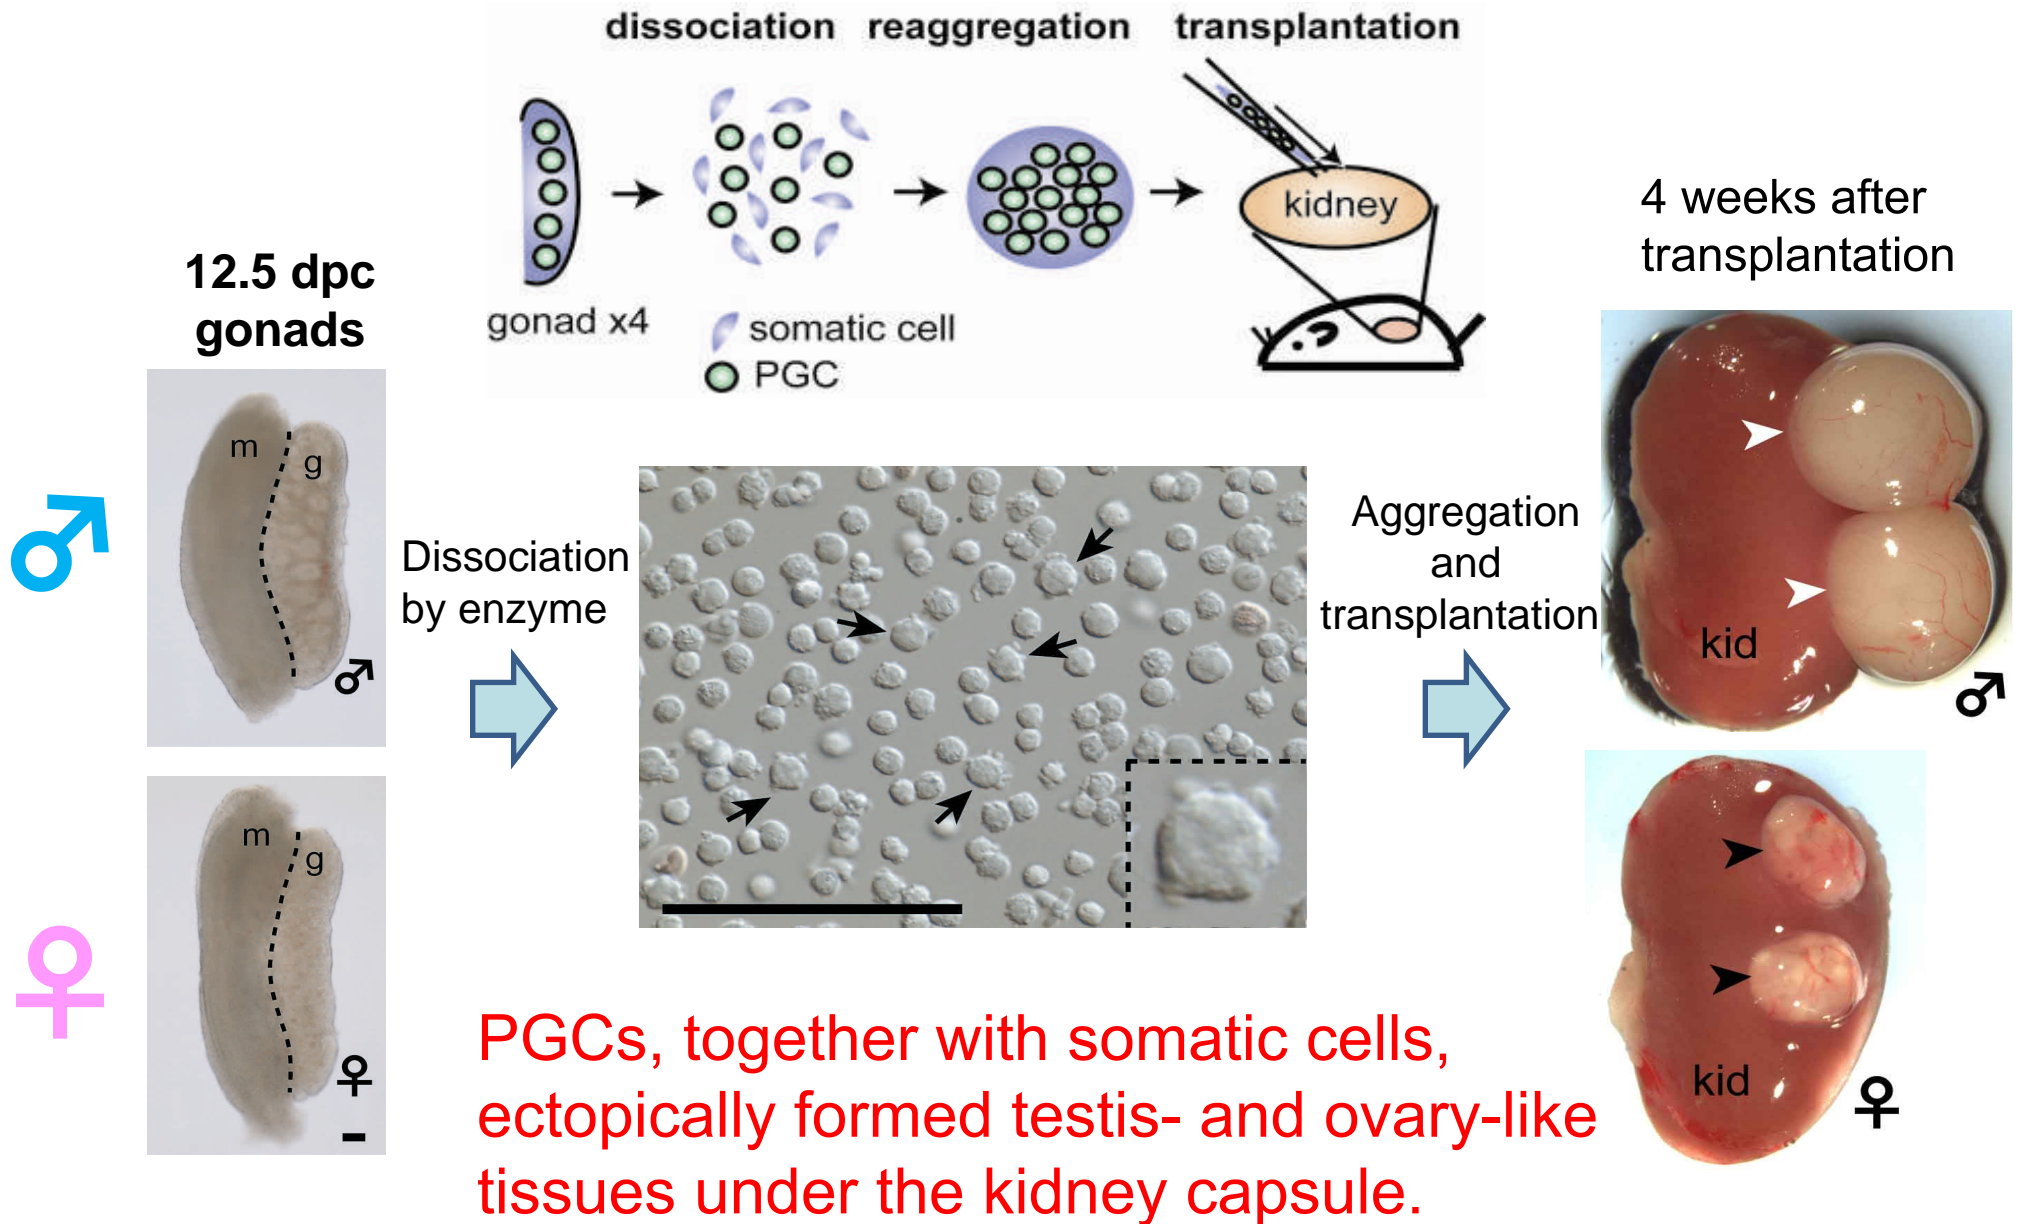 dissociation reaggregation transplantation
kidney
gonad x4
somatic cell
PGC
12.5 dpc
gonads
m
g
♂
♂
m
g
♀
♀
Dissociation
by enzyme
Aggregation
and
transplantation
4 weeks after
transplantation
kid
♂
kid
♀
PGCs, together with somatic cells,
ectopically formed testis- and ovary-like
tissues under the kidney capsule.